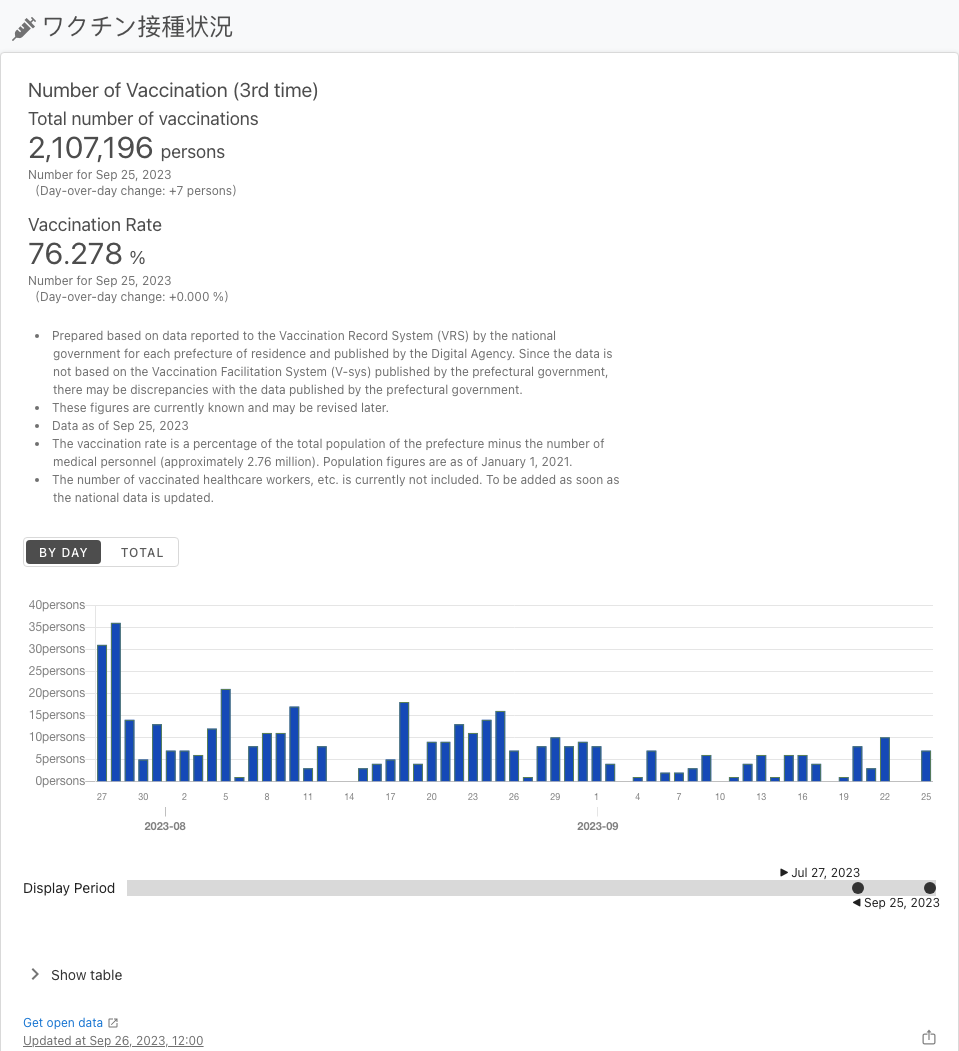 ワクチン接種状況
Number of Vaccination (3rd time)
Total number of vaccinations
2,107,196 persons
Number for Sep 25, 2023
(Day-over-day change: +7 persons)
Vaccination Rate
76.278 %
Number for Sep 25, 2023
(Day-over-day change: +0.000 %)
• Prepared based on data reported to the Vaccination Record System (VRS) by the national
government for each prefecture of residence and published by the Digital Agency. Since the data is
not based on the Vaccination Facilitation System (V-sys) published by the prefectural government,
there may be discrepancies with the data published by the prefectural government.
• These figures are currently known and may be revised later.
• Data as of Sep 25, 2023
• The vaccination rate is a percentage of the total population of the prefecture minus the number of
medical personnel (approximately 2.76 million). Population figures are as of January 1, 2021.
• The number of vaccinated healthcare workers, etc. is currently not included. To be added as soon as
the national data is updated.
BY DAY TOTAL
40persons
35persons
30persons
25persons
20persons
15persons
10persons
5persons
0persons
27 30 2 5 8 11 14 17 20 23 26 29 1 4 7 10 13 16 19 22 25
2023-08 2023-09
Jul 27, 2023
Display Period
Sep 25, 2023
Show table
Get open data
Updated at Sep 26, 2023, 12:00